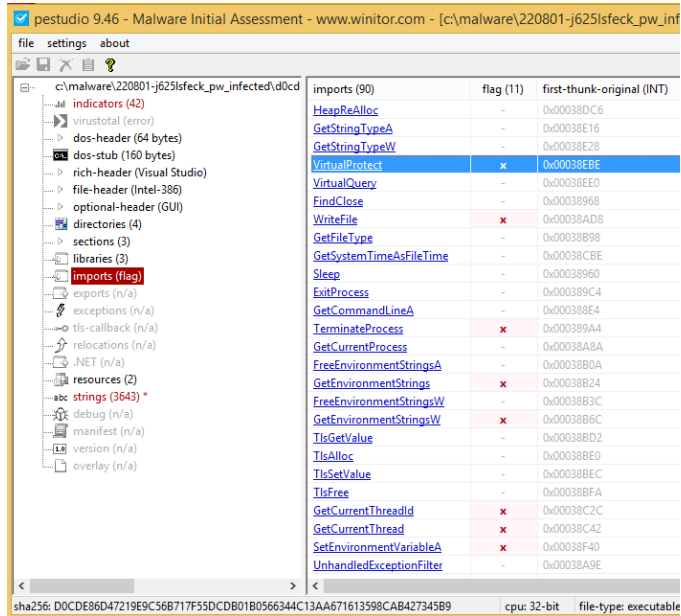 pestudio 9.46 - Malware Initial Assessment - www.winitor.com - [c:\malware\220801-j625lsfeck_pw_inf
file settings about
c:\malware\220801-j625lsfeck_pw_infected\d0cd
indicators (42)
virustotal (error)
dos-header (64 bytes)
dos-stub (160 bytes)
rich-header (Visual Studio)
file-header (Intel-386)
optional-header (GUI)
directories (4)
sections (3)
libraries (3)
imports (flag)
exports (n/a)
exceptions (n/a)
tls-callback (n/a)
relocations (n/a)
.NET (n/a)
resources (2)
abc strings (3643) *
debug (n/a)
manifest (n/a)
1.0 version (n/a)
overlay (n/a)
imports (90) flag (11) first-thunk-original (INT)
HeapReAlloc - 0x00038DC6
GetStringTypeA - 0x00038E16
GetStringTypeW - 0x00038E28
VirtualProtect x 0x00038EBE
VirtualQuery - 0x00038EE0
FindClose - 0x00038968
WriteFile x 0x00038AD8
GetFileType - 0x00038B98
GetSystemTimeAsFileTime - 0x00038CBE
Sleep - 0x00038960
ExitProcess - 0x000389C4
GetCommandLineA - 0x000388E4
TerminateProcess x 0x000389A4
GetCurrentProcess - 0x00038A8A
FreeEnvironmentStringsA - 0x00038B0A
GetEnvironmentStrings x 0x00038B24
FreeEnvironmentStringsW - 0x00038B3C
GetEnvironmentStringsW x 0x00038B6C
TlsGetValue - 0x00038BD2
TlsAlloc - 0x00038BE0
TlsSetValue - 0x00038BEC
TlsFree - 0x00038BFA
GetCurrentThreadId x 0x00038C2C
GetCurrentThread x 0x00038C42
SetEnvironmentVariableA x 0x00038F40
UnhandledExceptionFilter - 0x00038A9E
sha256: D0CDE86D47219E9C56B717F55DCDB01B0566344C13AA671613598CAB427345B9 cpu: 32-bit file-type: executable